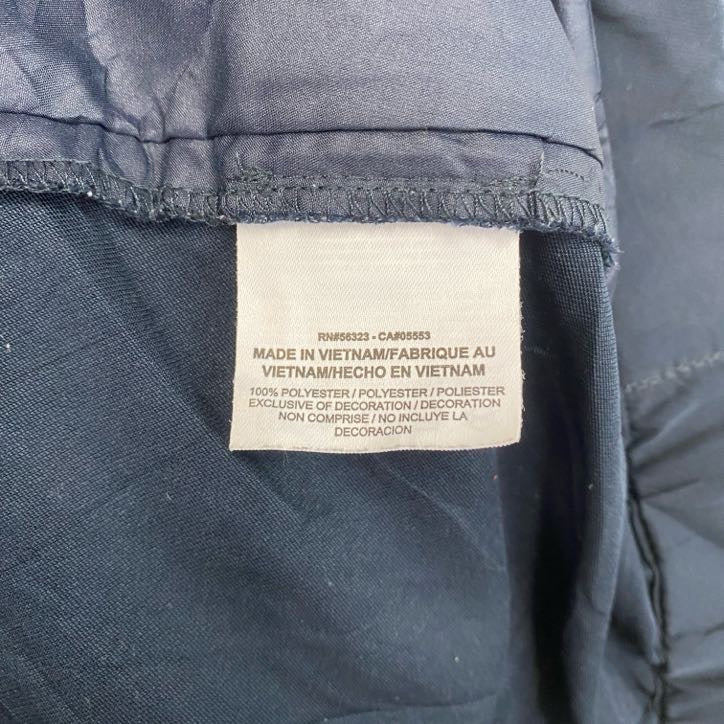 RN#56323 - CA#05553
MADE IN VIETNAM/FABRIQUE AU
VIETNAM/HECHO EN VIETNAM
100% POLYESTER / POLYESTER / POLIESTER
EXCLUSIVE OF DECORATION / DECORATION
NON COMPRISE / NO INCLUYE LA
DECORACION